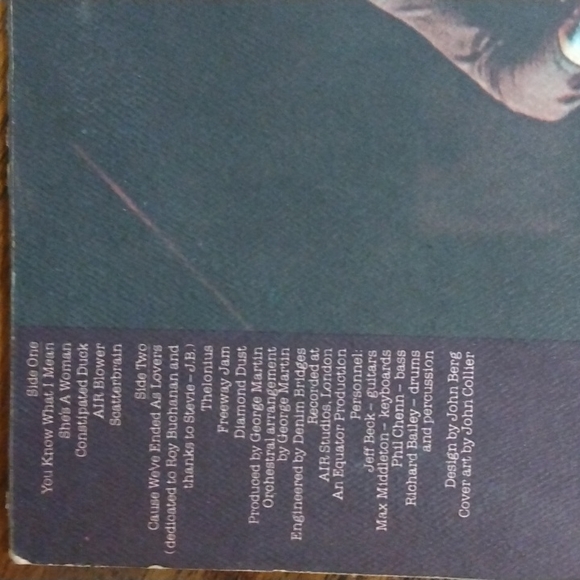 Side One
You Know What I Mean
She's A Woman
Constipated Duck
AIR Blower
Scatterbrain
Side Two
Cause We've Ended As Lovers
(dedicated to Roy Buchanan and
thanks to Stevie - J.B.)
Thelonius
Freeway Jam
Diamond Dust
Produced by George Martin
Orchestral arrangement
by George Martin
Engineered by Denim Bridges
Recorded at
AIR Studios, London
An Equator Production
Personnel:
Jeff Beck - guitars
Max Middleton - keyboards
Phil Chenn - bass
Richard Bailey - drums
and percussion
Design by John Berg
Cover art by John Collier